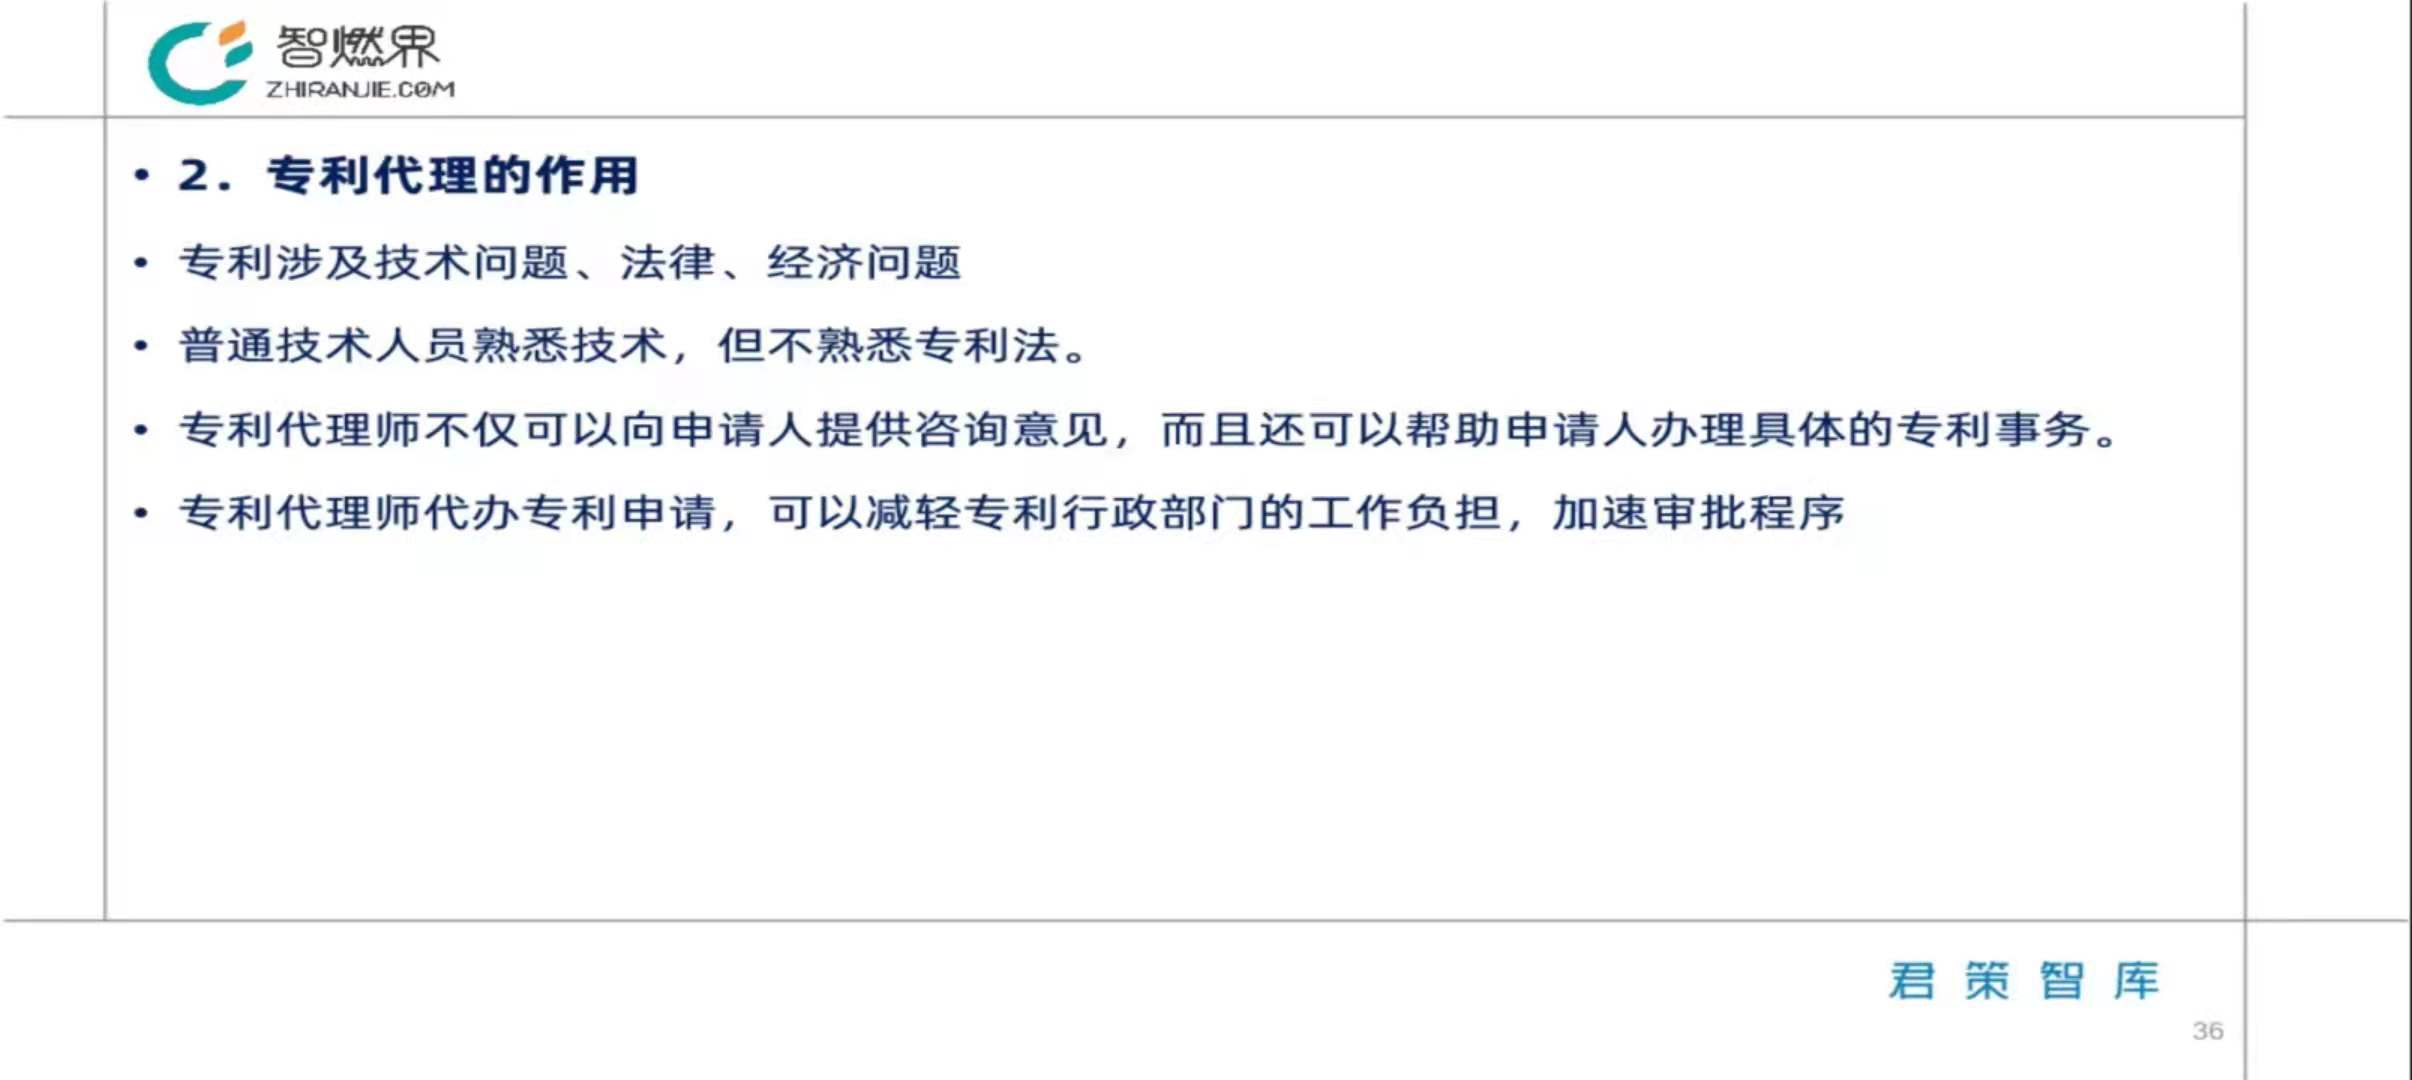 智燃界
ZHIRANJIE.COM
• 2．专利代理的作用
• 专利涉及技术问题、法律、经济问题
• 普通技术人员熟悉技术，但不熟悉专利法。
• 专利代理师不仅可以向申请人提供咨询意见，而且还可以帮助申请人办理具体的专利事务。
• 专利代理师代办专利申请，可以减轻专利行政部门的工作负担，加速审批程序
君策智库
36